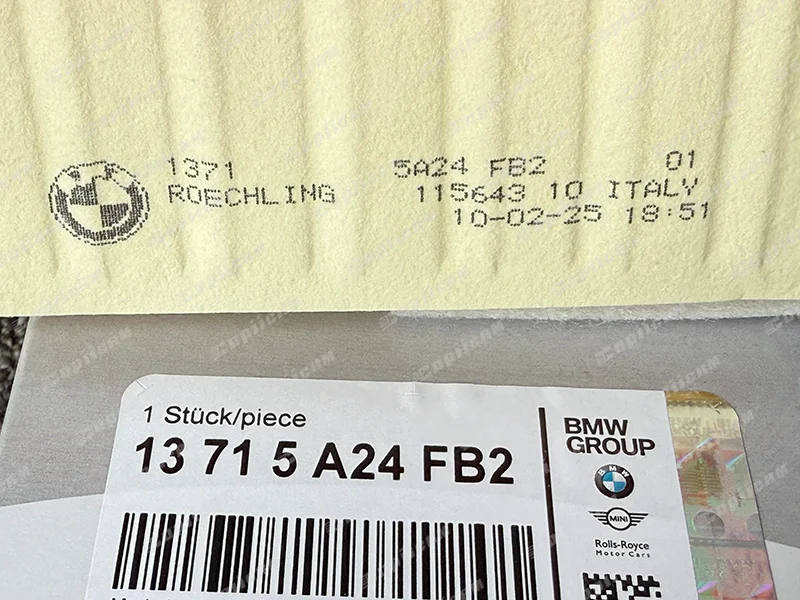 1371 5A24 FB2 01
ROECHLING 115643 10 ITALY
10-02-25 18:51
1 Stück/piece
13 71 5 A24 FB2
BMW
GROUP
BMW
MINI
Rolls-Royce
Motor Cars